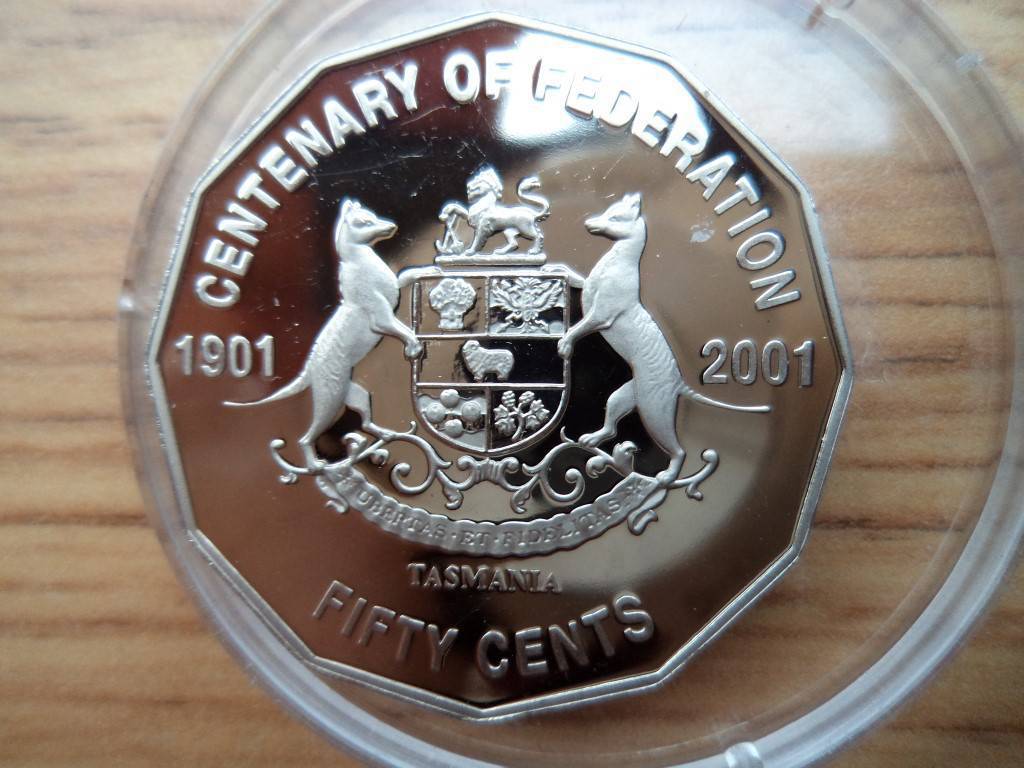 CENTENARY OF FEDERATION
1901
2001
UBERTAS · ET · FIDELITAS
TASMANIA
FIFTY CENTS